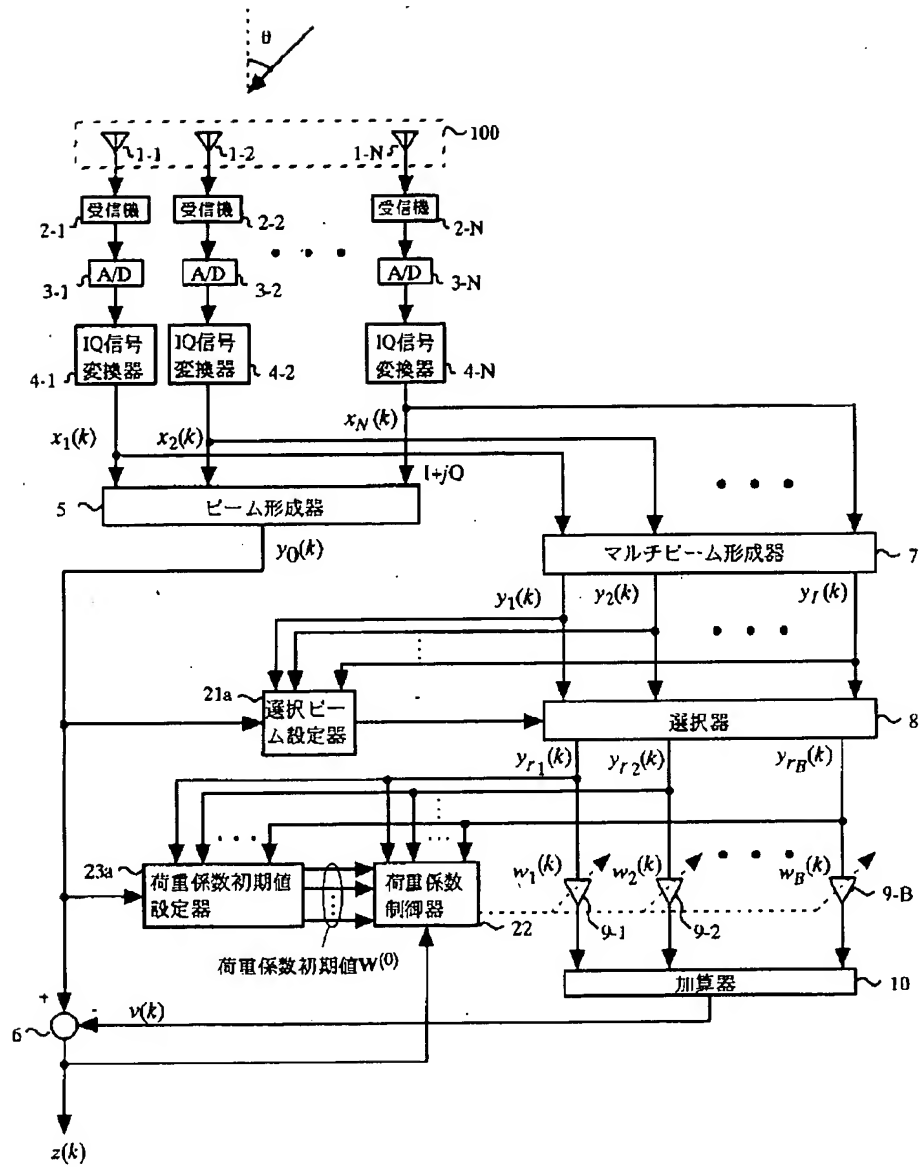 θ
100
1-1
1-2
1-N
受信機
受信機
受信機
2-1
2-2
2-N
A/D
A/D
A/D
3-1
3-2
3-N
IQ信号
変換器
IQ信号
変換器
IQ信号
変換器
4-1
4-2
4-N
x1(k)
x2(k)
xN(k)
I+jQ
5
ビーム形成器
y0(k)
マルチビーム形成器
7
y1(k)
y2(k)
yI(k)
21a
選択ビー
ム設定器
選択器
8
yr1(k)
yr2(k)
yrB(k)
23a
荷重係数初期値
設定器
荷重係数
制御器
22
w1(k)
w2(k)
wB(k)
9-1
9-2
9-B
荷重係数初期値W(0)
加算器
10
+
-
v(k)
6
z(k)